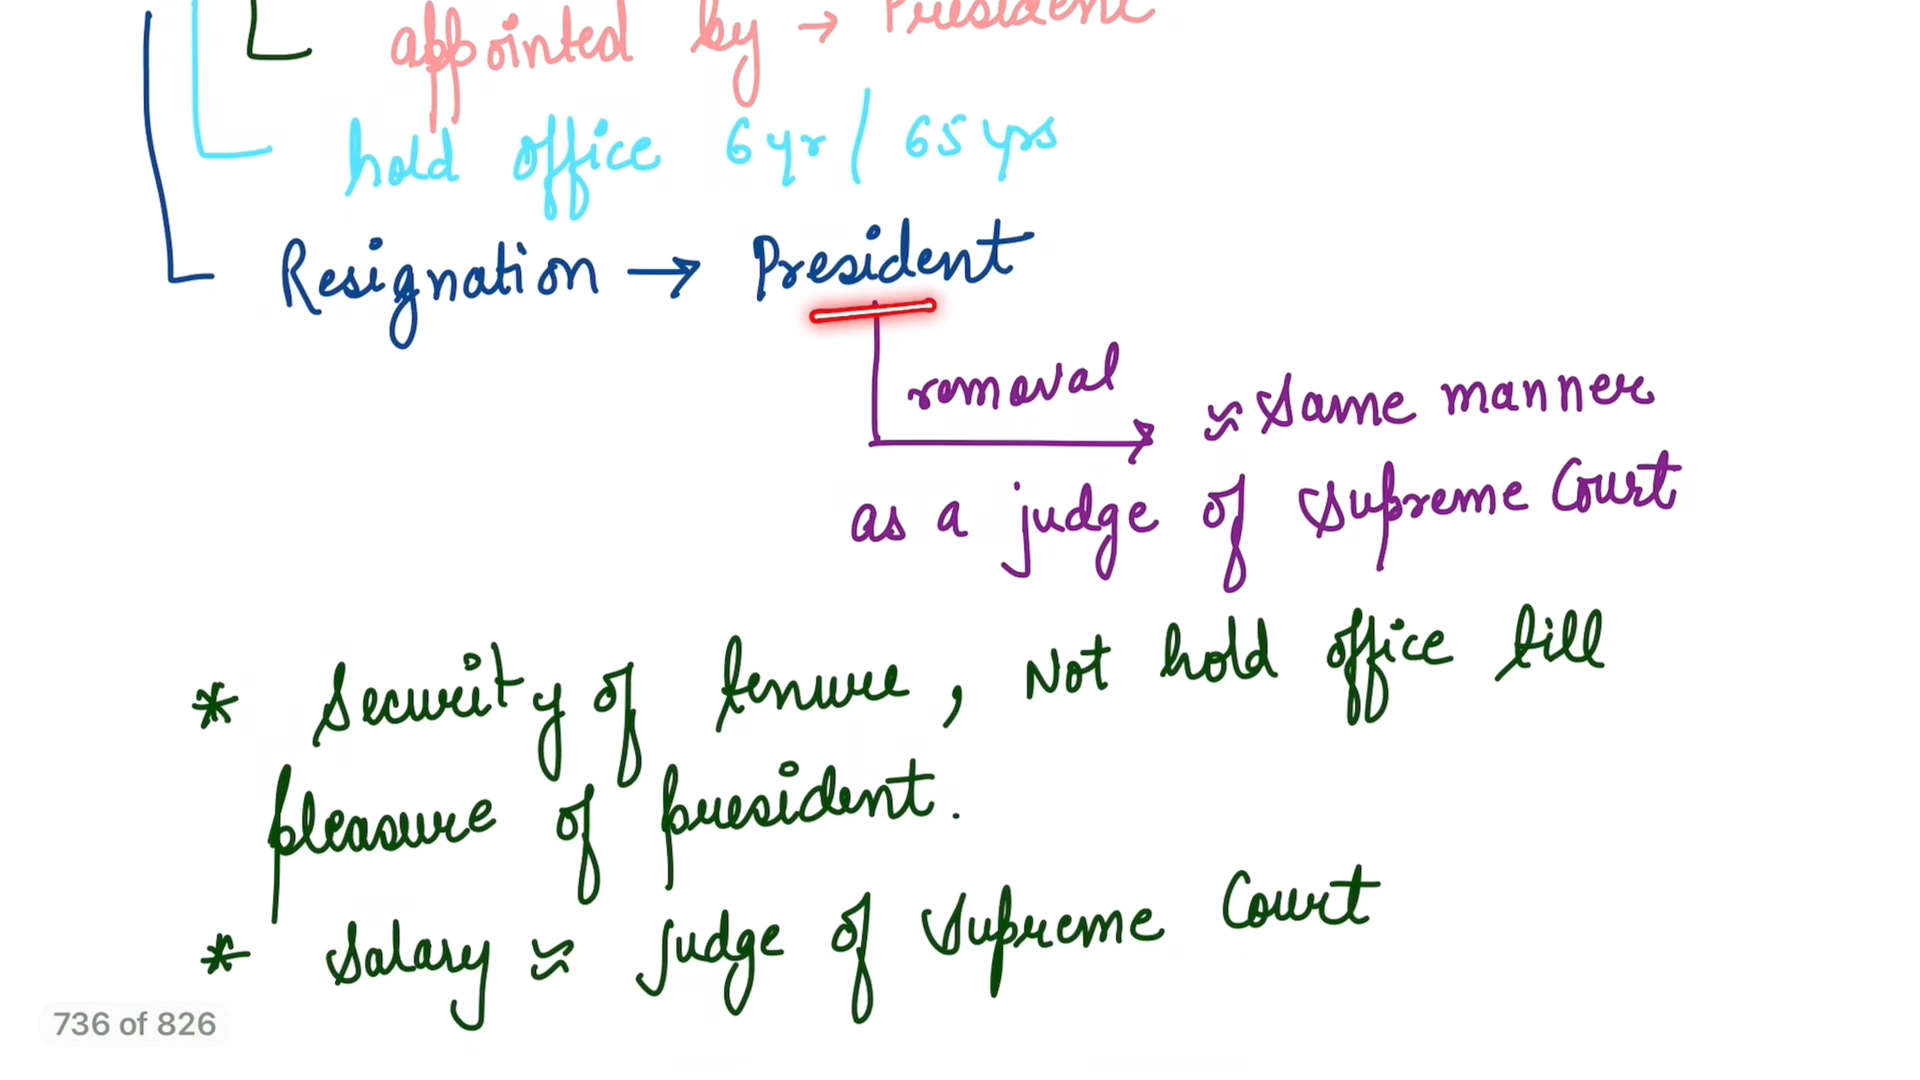 appointed by → President
hold office 6 yr / 65 yrs
Resignation → President
removal
≈ Same manner
as a judge of Supreme Court
* Security of tenure, Not hold office till
pleasure of president.
* Salary ≈ judge of Supreme Court
736 of 826